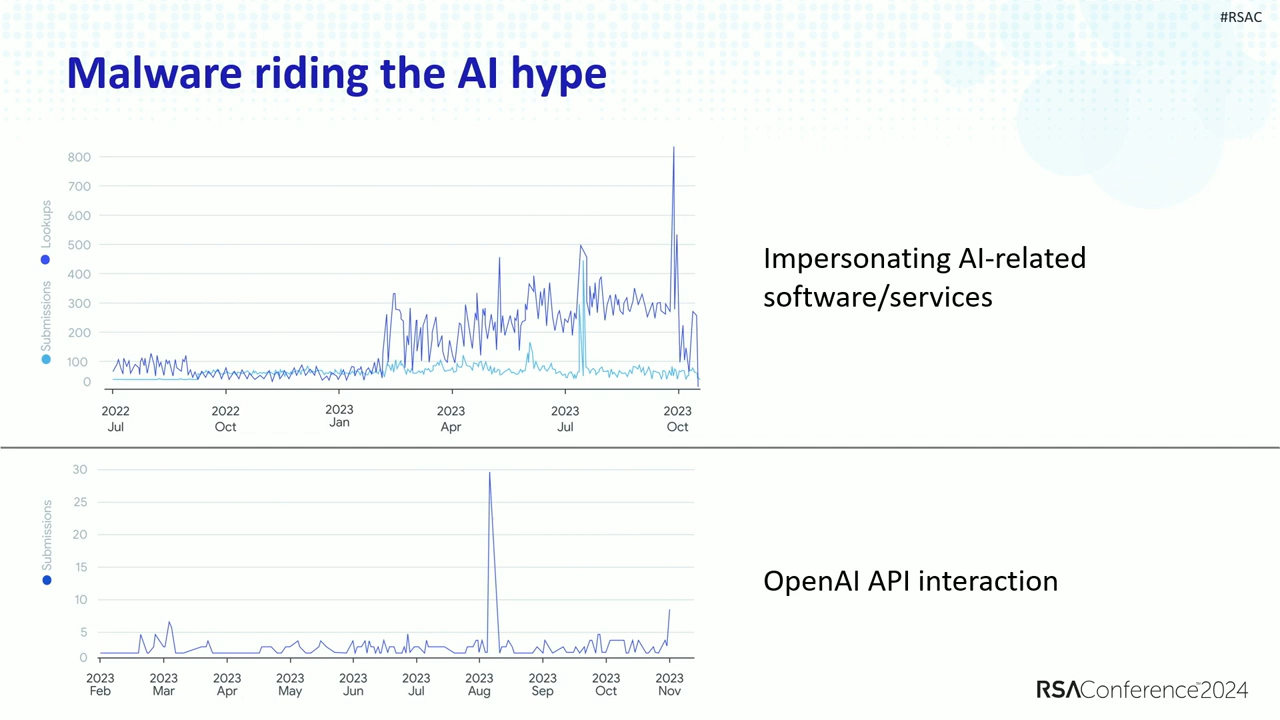 #RSAC
Malware riding the AI hype
Lookups
Submissions
800
700
600
500
400
300
200
100
0
2022 2022 2023 2023 2023 2023
Jul Oct Jan Apr Jul Oct
Impersonating AI-related
software/services
Submissions
30
25
20
15
10
5
0
2023 2023 2023 2023 2023 2023 2023 2023 2023 2023
Feb Mar Apr May Jun Jul Aug Sep Oct Nov
OpenAI API interaction
RSAConference™2024